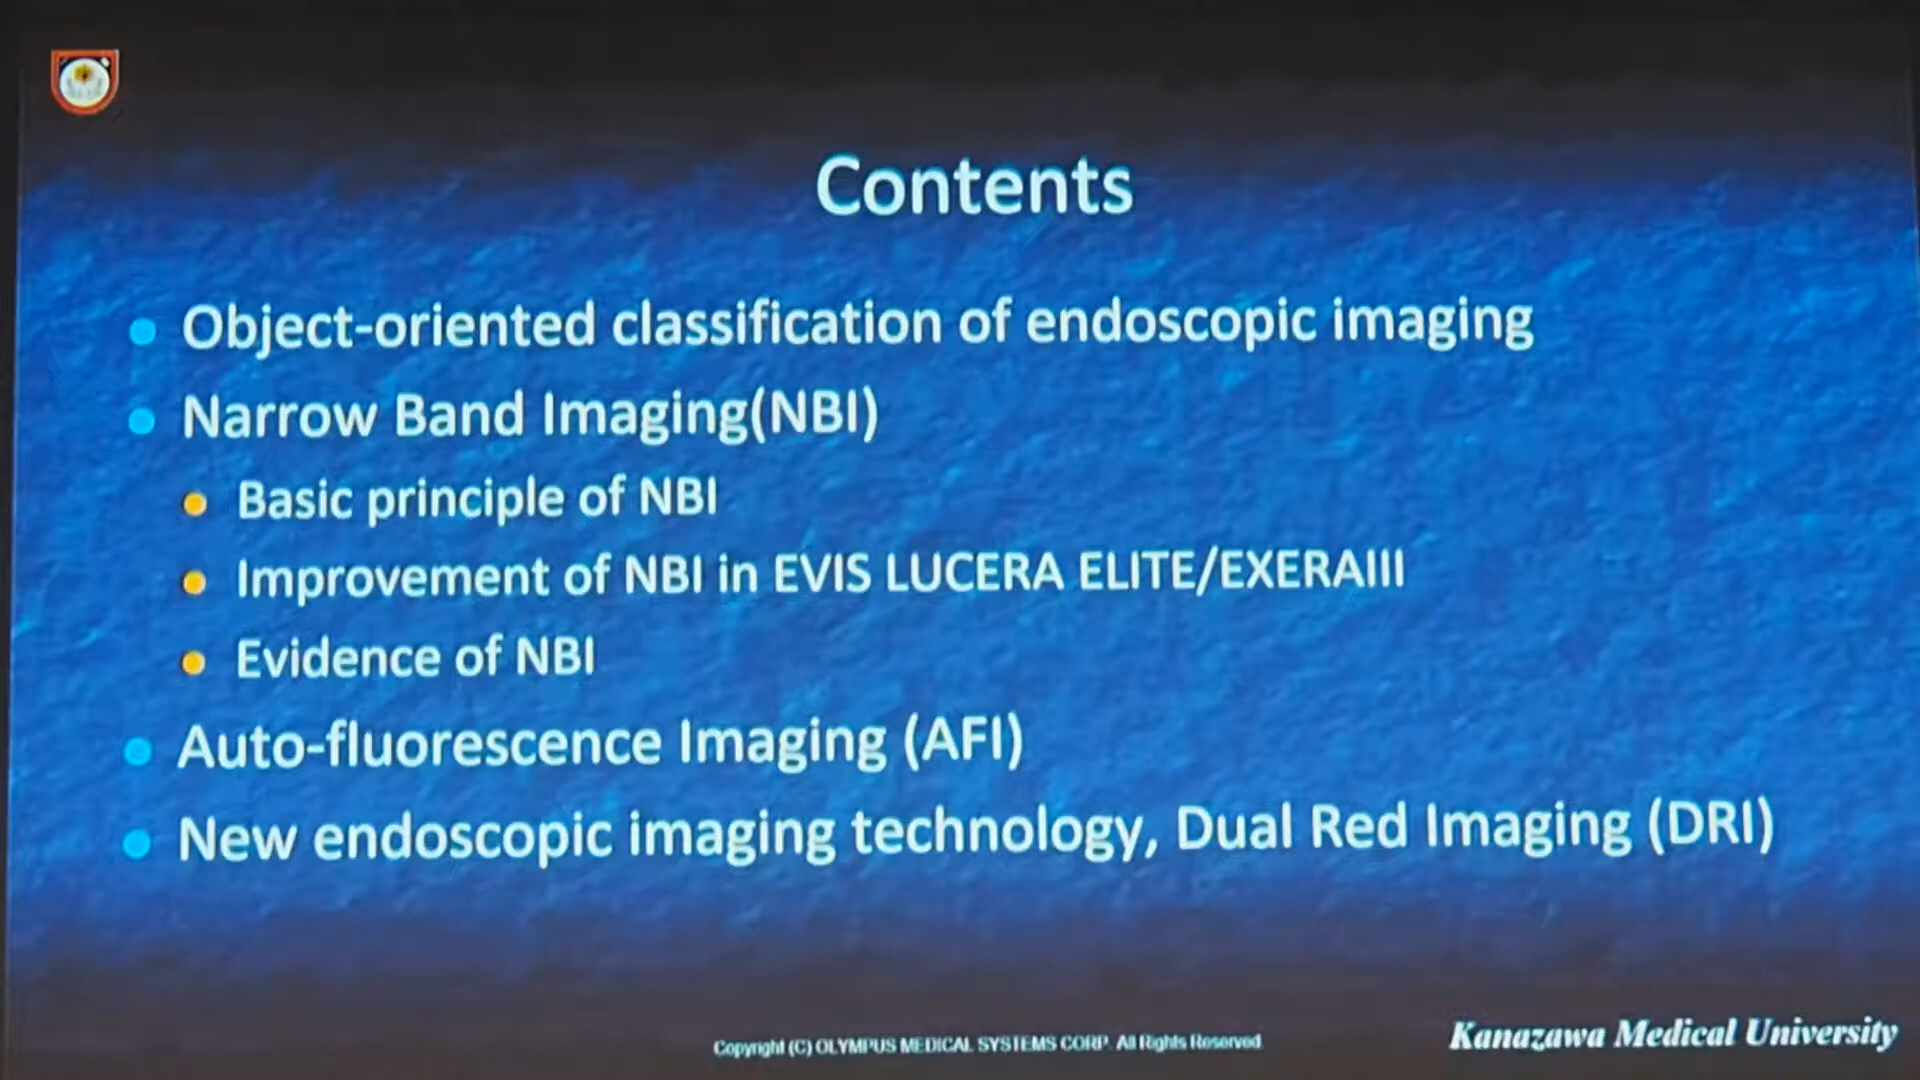 Contents
Object-oriented classification of endoscopic imaging
Narrow Band Imaging(NBI)
Basic principle of NBI
Improvement of NBI in EVIS LUCERA ELITE/EXERAIII
Evidence of NBI
Auto-fluorescence Imaging (AFI)
New endoscopic imaging technology, Dual Red Imaging (DRI)
Copyright (C) OLYMPUS MEDICAL SYSTEMS CORP. All Rights Reserved
Kanazawa Medical University